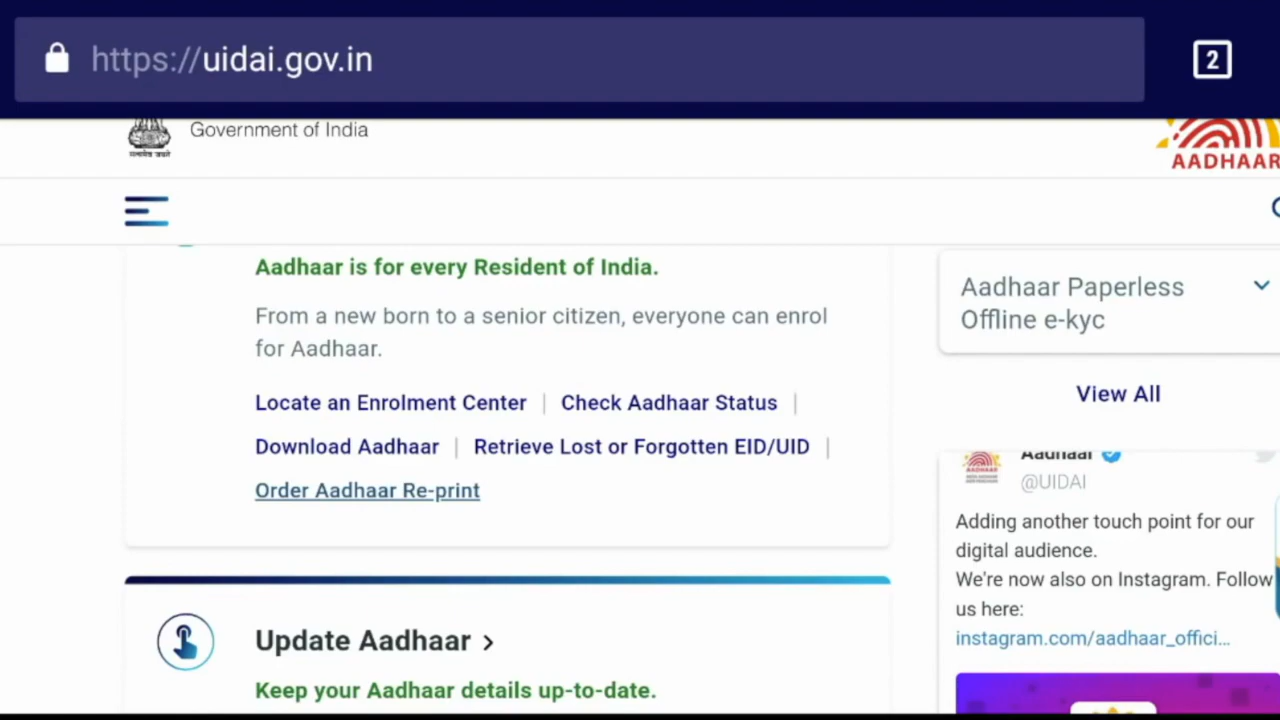 https://uidai.gov.in
2
Government of India
सत्यमेव जयते
AADHAAR
Aadhaar is for every Resident of India.
From a new born to a senior citizen, everyone can enrol
for Aadhaar.
Locate an Enrolment Center | Check Aadhaar Status |
Download Aadhaar | Retrieve Lost or Forgotten EID/UID |
Order Aadhaar Re-print
Update Aadhaar >
Keep your Aadhaar details up-to-date.
Aadhaar Paperless
Offline e-kyc
View All
Aadhaar
AADHAAR
@UIDAI
Adding another touch point for our
digital audience.
We're now also on Instagram. Follow
us here:
instagram.com/aadhaar_offici...